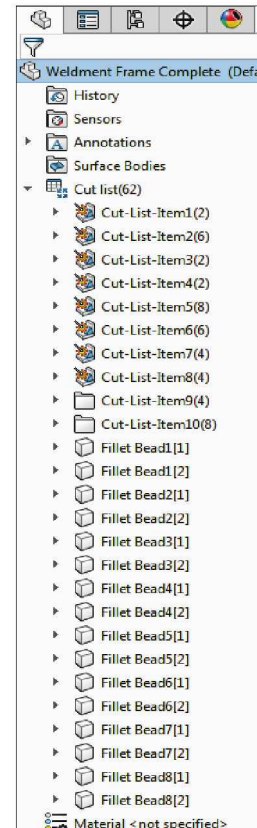 Weldment Frame Complete (Defa
History
Sensors
Annotations
Surface Bodies
Cut list(62)
Cut-List-Item1(2)
Cut-List-Item2(6)
Cut-List-Item3(2)
Cut-List-Item4(2)
Cut-List-Item5(8)
Cut-List-Item6(6)
Cut-List-Item7(4)
Cut-List-Item8(4)
Cut-List-Item9(4)
Cut-List-Item10(8)
Fillet Bead1[1]
Fillet Bead1[2]
Fillet Bead2[1]
Fillet Bead2[2]
Fillet Bead3[1]
Fillet Bead3[2]
Fillet Bead4[1]
Fillet Bead4[2]
Fillet Bead5[1]
Fillet Bead5[2]
Fillet Bead6[1]
Fillet Bead6[2]
Fillet Bead7[1]
Fillet Bead7[2]
Fillet Bead8[1]
Fillet Bead8[2]
Material <not specified>